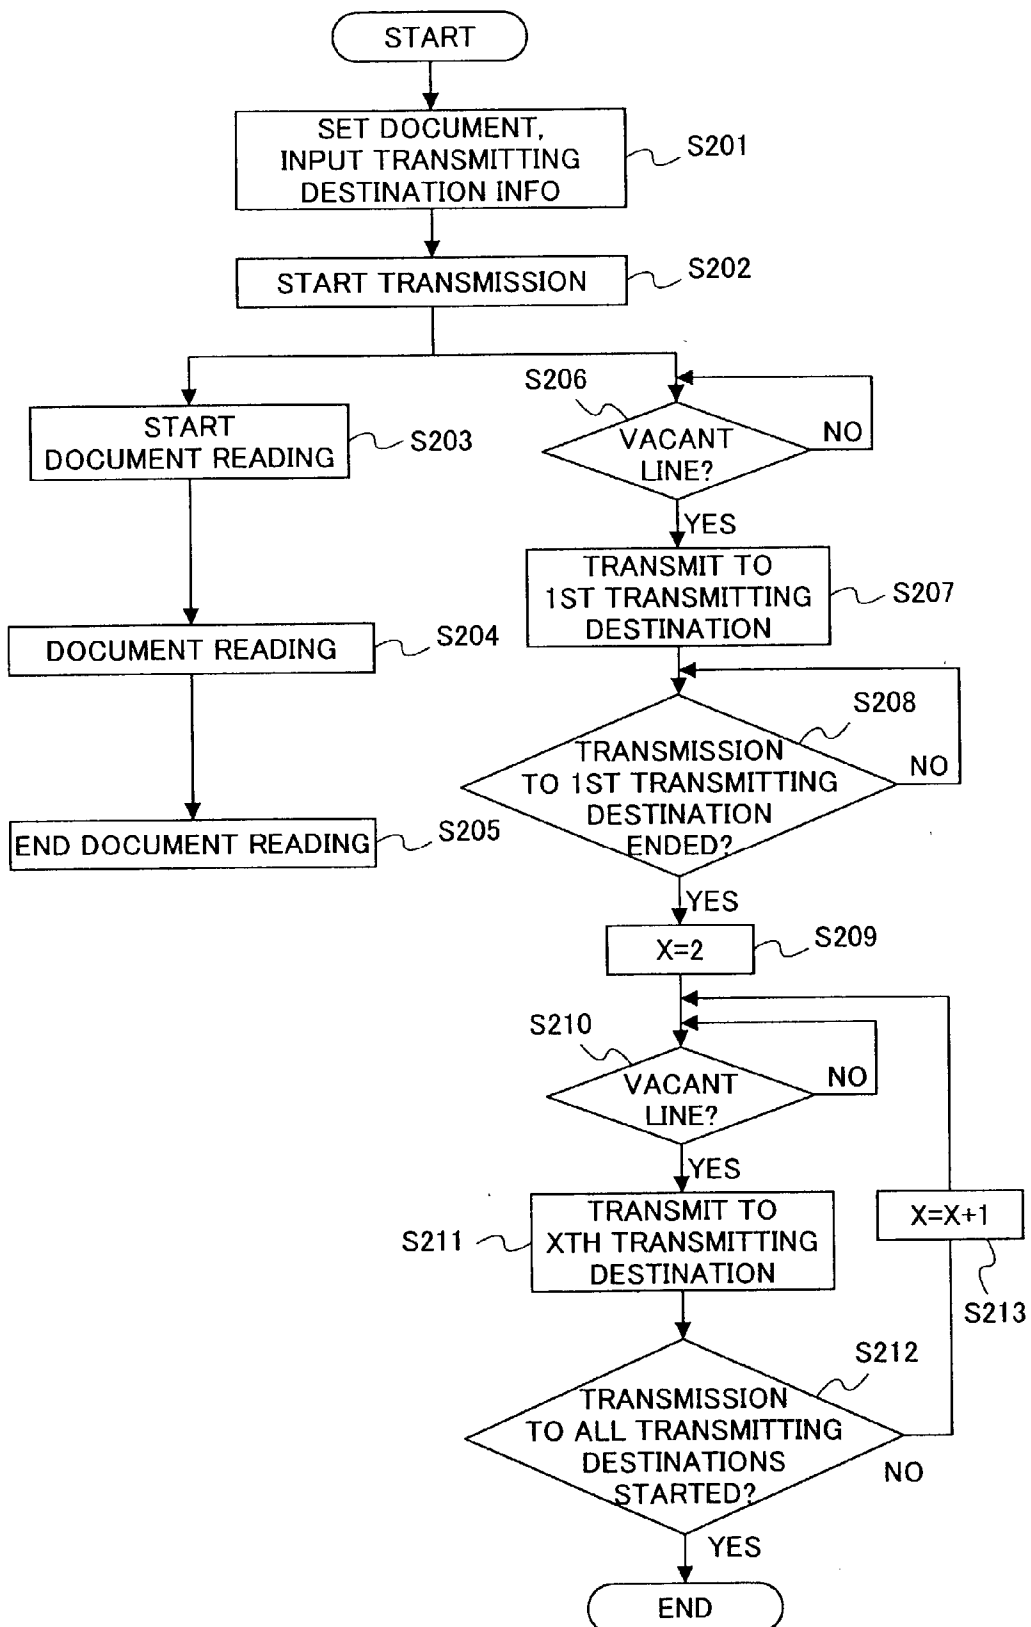 START
SET DOCUMENT,
INPUT TRANSMITTING
DESTINATION INFO
S201
START TRANSMISSION
S202
START
DOCUMENT READING
S203
DOCUMENT READING
S204
END DOCUMENT READING
S205
S206
VACANT
LINE?
NO
YES
TRANSMIT TO
1ST TRANSMITTING
DESTINATION
S207
S208
TRANSMISSION
TO 1ST TRANSMITTING
DESTINATION
ENDED?
NO
YES
X=2
S209
S210
VACANT
LINE?
NO
YES
TRANSMIT TO
XTH TRANSMITTING
DESTINATION
S211
X=X+1
S213
S212
TRANSMISSION
TO ALL TRANSMITTING
DESTINATIONS
STARTED?
NO
YES
END